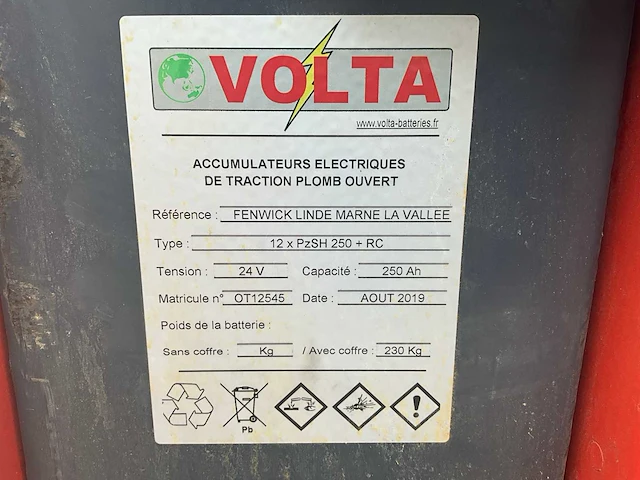 VOLTA
www.volta-batteries.fr
ACCUMULATEURS ELECTRIQUES
DE TRACTION PLOMB OUVERT
Référence : FENWICK LINDE MARNE LA VALLEE
Type : 12 x PzSH 250 + RC
Tension : 24 V Capacité : 250 Ah
Matricule n° OT12545 Date : AOUT 2019
Poids de la batterie :
Sans coffre : Kg / Avec coffre : 230 Kg
Pb